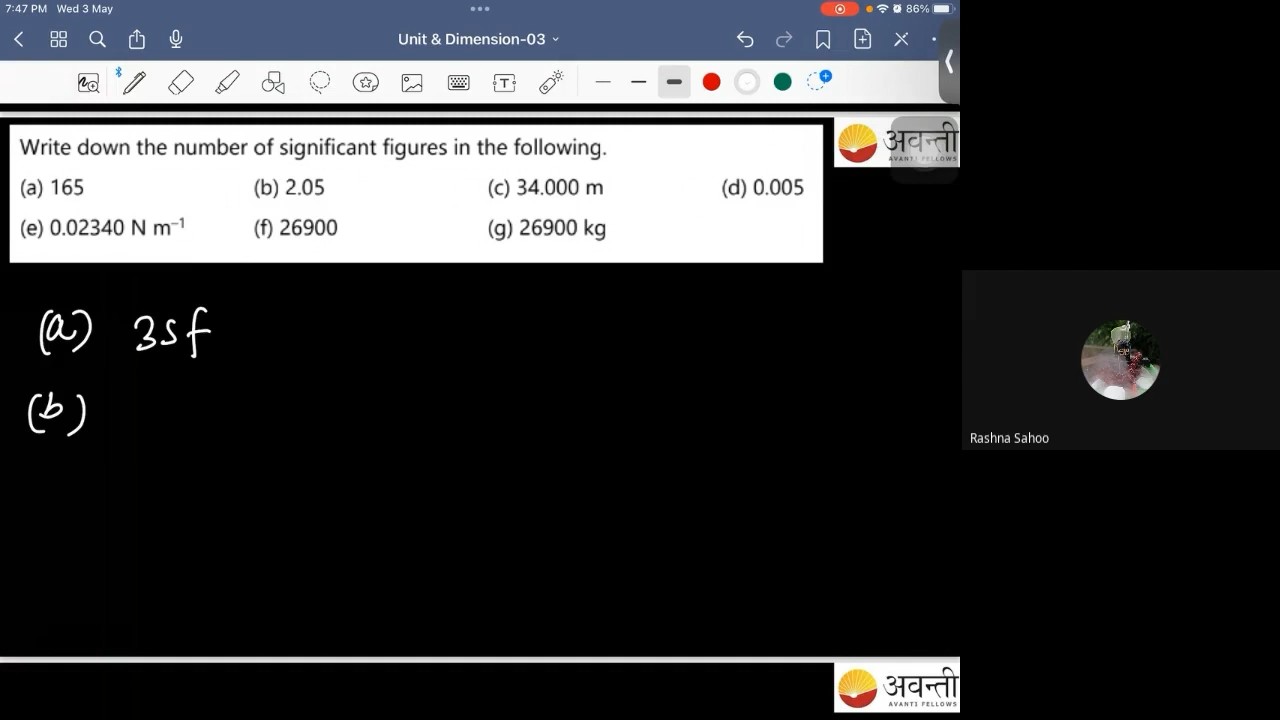 7:47 PM Wed 3 May
86%
Unit & Dimension-03
Write down the number of significant figures in the following.
(a) 165 (b) 2.05 (c) 34.000 m (d) 0.005
(e) 0.02340 N m⁻¹ (f) 26900 (g) 26900 kg
अवन्ती
AVANTI FELLOWS
(a) 3sf
(b)
Rashna Sahoo
अवन्ती
AVANTI FELLOWS